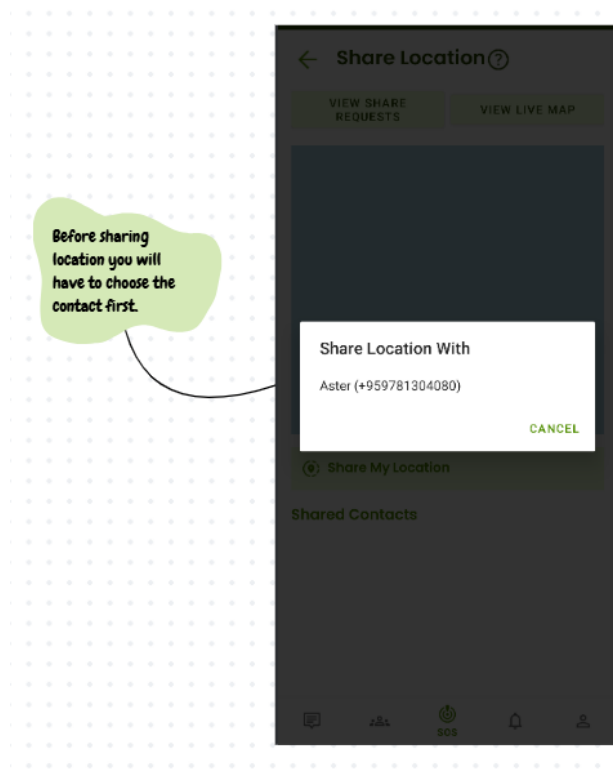 Share Location
?
VIEW SHARE
REQUESTS
VIEW LIVE MAP
Before sharing
location you will
have to choose the
contact first.
Share Location With
Aster (+959781304080)
CANCEL
Share My Location
Shared Contacts
SOS